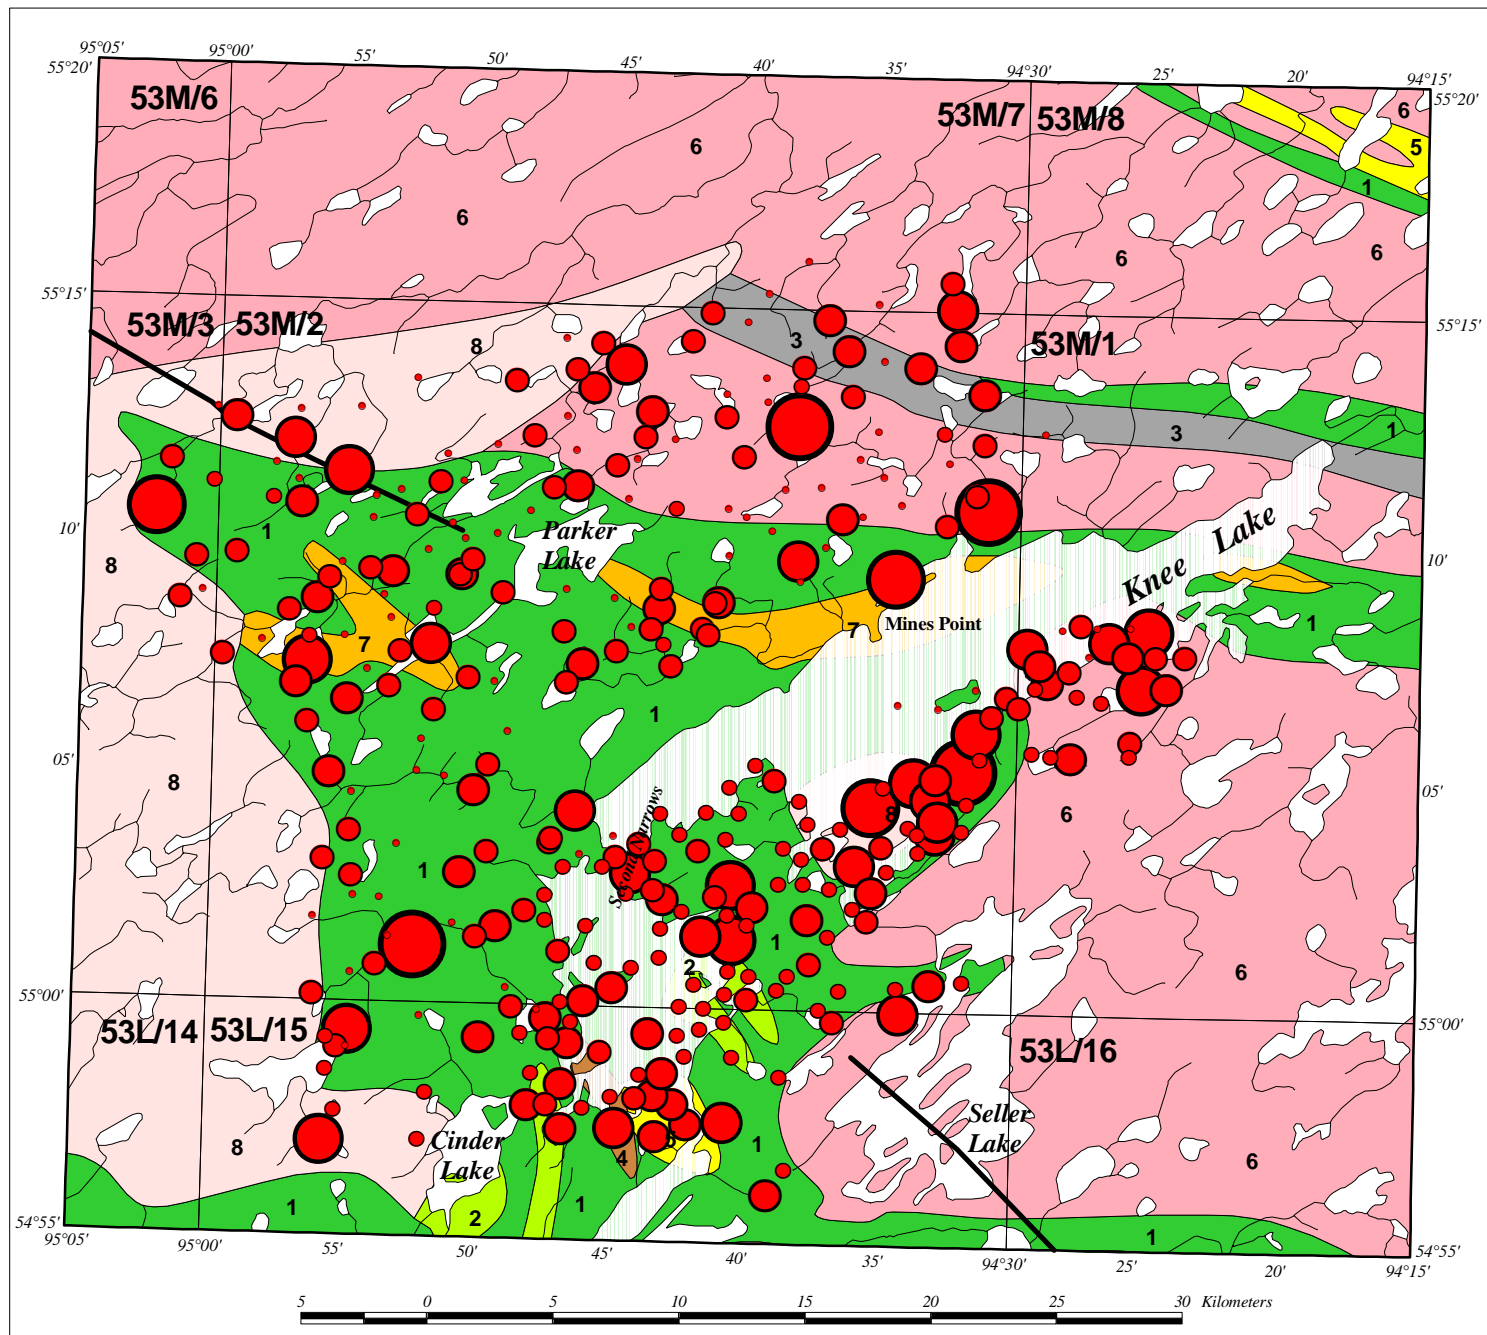 95°05' 95°00' 55' 50' 45' 40' 35' 94°30' 25' 20' 94°15'
55°20' 55°20'
53M/6 53M/7 53M/8
6
6
5
6
1
6
6
6
55°15' 55°15'
53M/3 53M/2 53M/1
8
3
3
1
10' 10'
1
8
Parker
Lake
Knee Lake
7
7
Mines Point
1
1
05' 05'
8
8
6
Second Narrows
1
1
2
6
55°00' 55°00'
53L/14 53L/15 53L/16
Seller
Lake
Cinder
Lake
8
5
4
1
6
1
2
1
1
54°55' 54°55'
95°05' 95°00' 55' 50' 45' 40' 35' 94°30' 25' 20' 94°15'
5 0 5 10 15 20 25 30 Kilometers